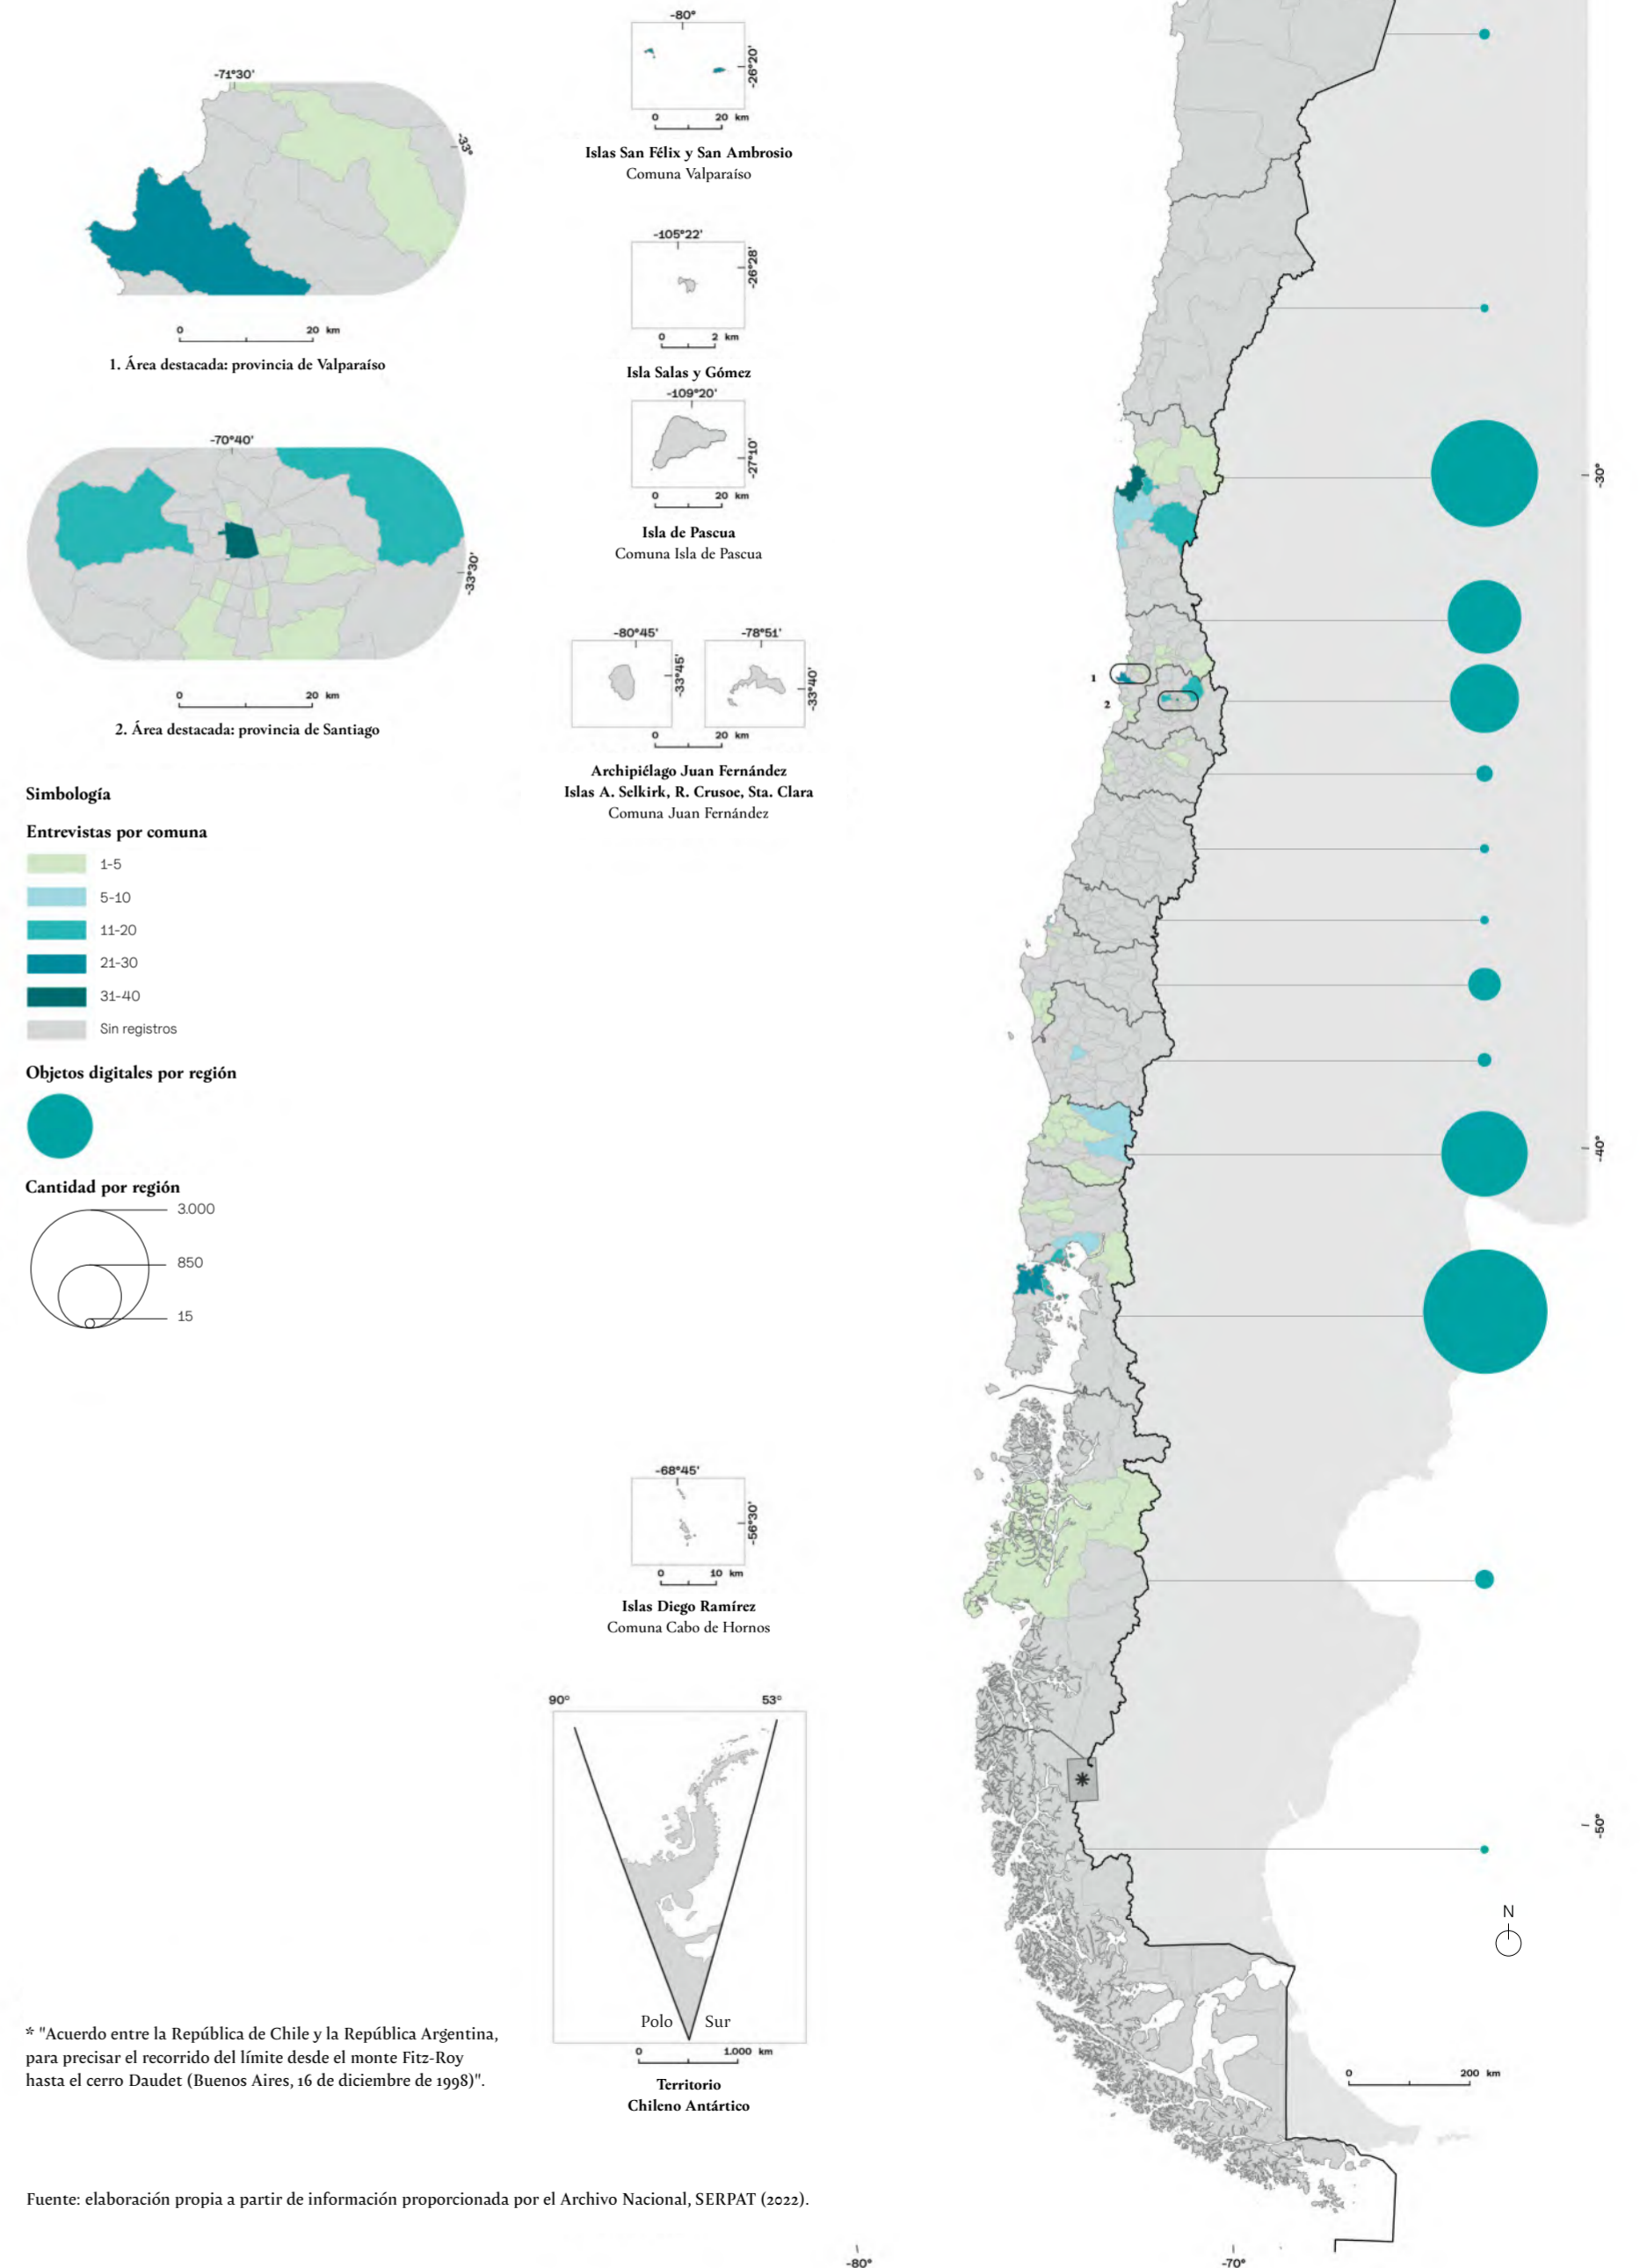 -71°30'
-33°
0 20 km
1. Área destacada: provincia de Valparaíso
-70°40'
-33°30'
0 20 km
2. Área destacada: provincia de Santiago
Simbología
Entrevistas por comuna
1-5
5-10
11-20
21-30
31-40
Sin registros
Objetos digitales por región
Cantidad por región
3.000
850
15
-80°
-26°20'
0 20 km
Islas San Félix y San Ambrosio
Comuna Valparaíso
-105°22'
-26°28'
0 2 km
Isla Salas y Gómez
-109°20'
-27°10'
0 20 km
Isla de Pascua
Comuna Isla de Pascua
-80°45'
-33°45'
-78°51'
-33°40'
0 20 km
Archipiélago Juan Fernández
Islas A. Selkirk, R. Crusoe, Sta. Clara
Comuna Juan Fernández
-68°45'
-56°30'
0 10 km
Islas Diego Ramírez
Comuna Cabo de Hornos
90° 53°
Polo Sur
0 1.000 km
Territorio
Chileno Antártico
1
2
-30°
-40°
-50°
*
N
0 200 km
-80° -70°
* "Acuerdo entre la República de Chile y la República Argentina,
para precisar el recorrido del límite desde el monte Fitz-Roy
hasta el cerro Daudet (Buenos Aires, 16 de diciembre de 1998)".
Fuente: elaboración propia a partir de información proporcionada por el Archivo Nacional, SERPAT (2022).